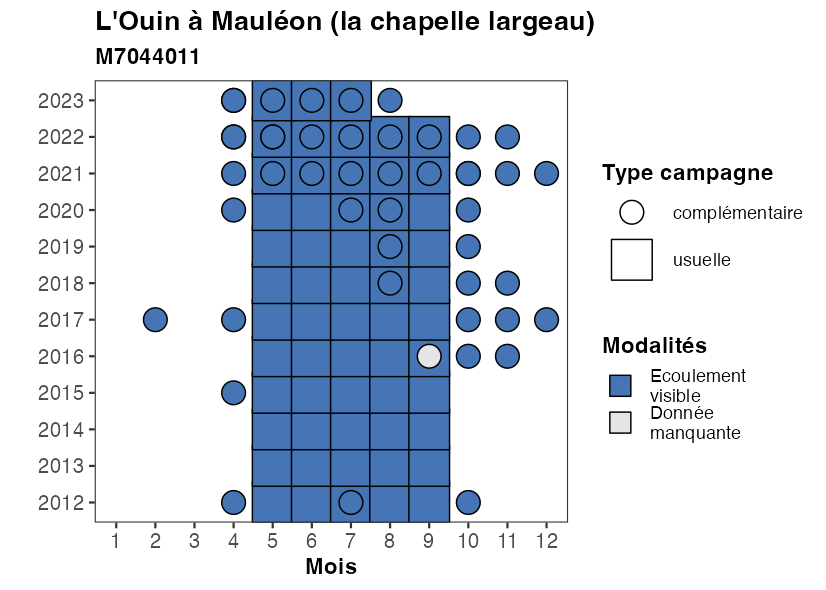 L'Ouin à Mauléon (la chapelle largeau)
M7044011
2023
2022
2021
2020
2019
2018
2017
2016
2015
2014
2013
2012
1 2 3 4 5 6 7 8 9 10 11 12
Mois
Type campagne
complémentaire
usuelle
Modalités
Ecoulement
visible
Donnée
manquante